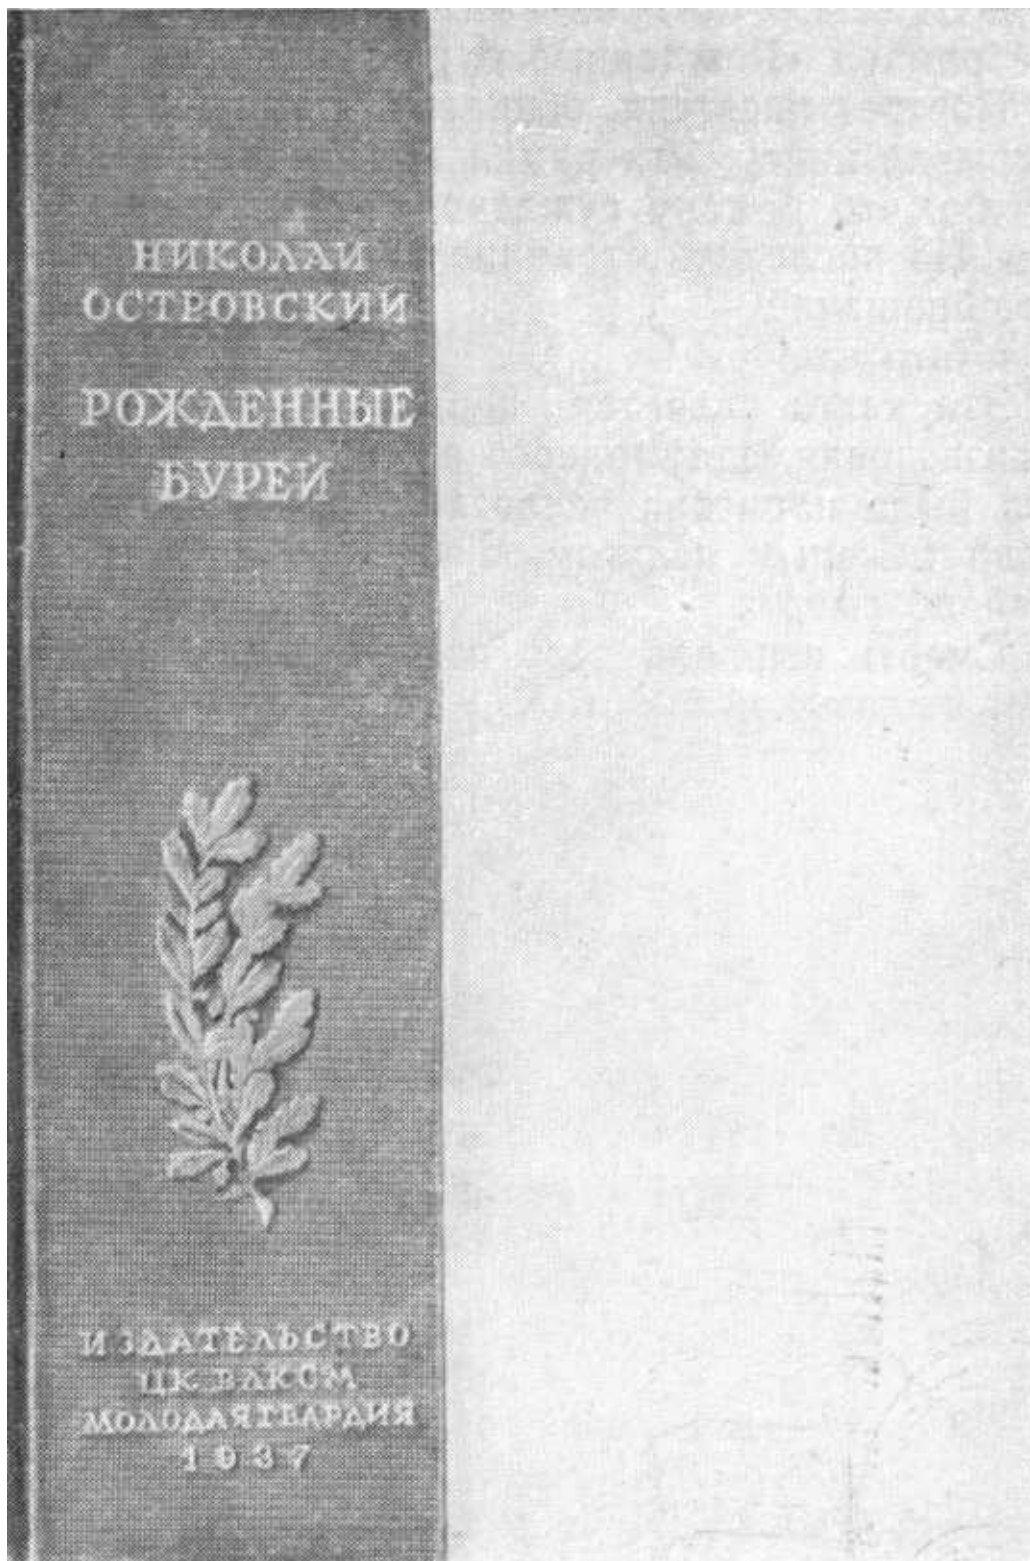 НИКОЛАЙ
ОСТРОВСКИЙ
РОЖДЕННЫЕ
БУРЕЙ
ИЗДАТЕЛЬСТВО
ЦК ВЛКСМ
МОЛОДАЯ ГВАРДИЯ
1937